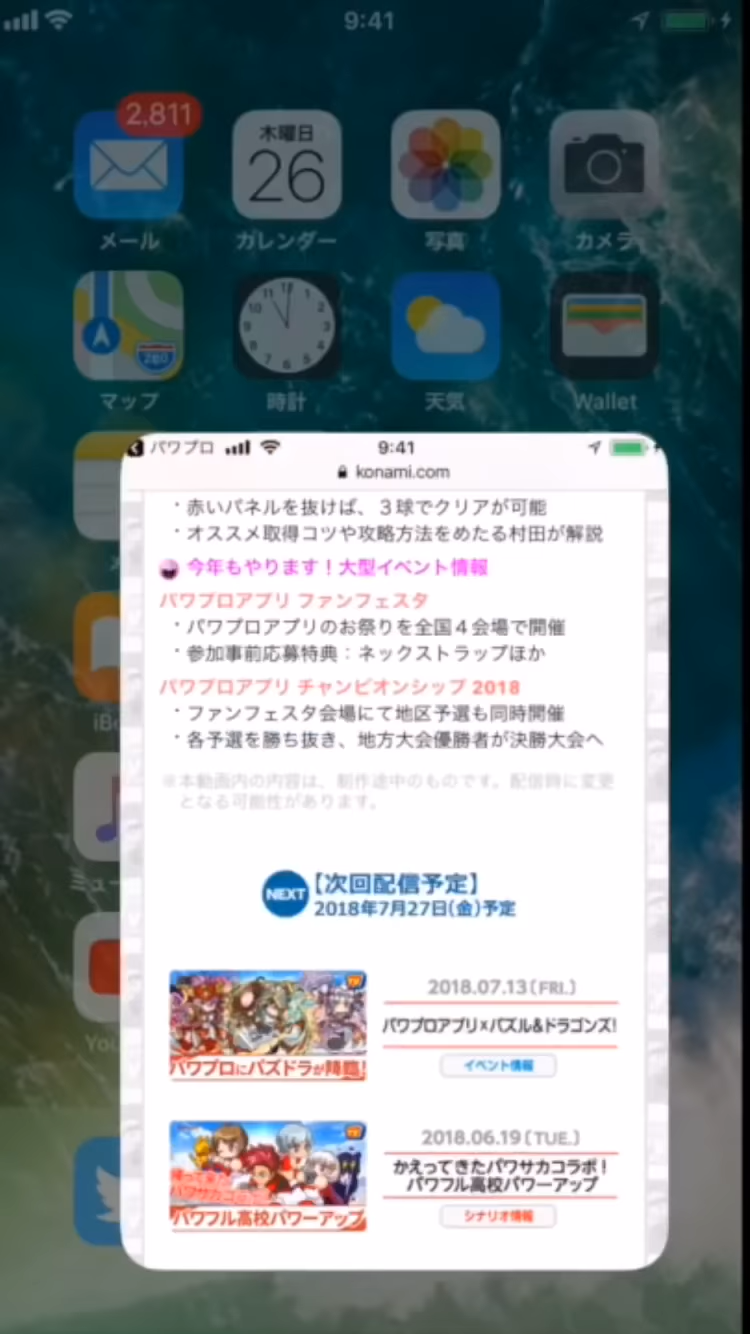 9:41
2,811
木曜日
26
メール
カレンダー
写真
カメラ
280
マップ
時計
天気
Wallet
パワプロ
9:41
konami.com
・赤いパネルを抜けば、3球でクリアが可能
・オススメ取得コツや攻略方法をめたる村田が解説
今年もやります!大型イベント情報
パワプロアプリ ファンフェスタ
・パワプロアプリのお祭りを全国4会場で開催
・参加事前応募特典:ネックストラップほか
パワプロアプリ チャンピオンシップ 2018
・ファンフェスタ会場にて地区予選も同時開催
・各予選を勝ち抜き、地方大会優勝者が決勝大会へ
※本動画内の内容は、制作途中のものです。配信時に変更
となる可能性があります。
NEXT
【次回配信予定】
2018年7月27日(金)予定
パワプロにパズドラが降臨!
2018.07.13(FRI.)
パワプロアプリ×パズル&ドラゴンズ!
イベント情報
パワフル高校パワーアップ
2018.06.19(TUE.)
かえってきたパワサカコラボ!
パワフル高校パワーアップ
シナリオ情報
iB
ミュー
You